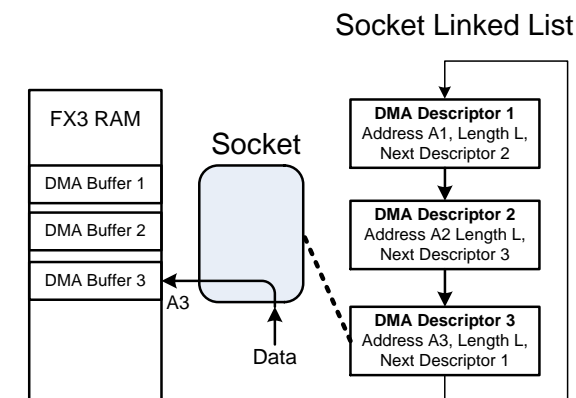 Socket Linked List
FX3 RAM
DMA Buffer 1
DMA Buffer 2
DMA Buffer 3
Socket
A3
Data
DMA Descriptor 1
Address A1, Length L,
Next Descriptor 2
DMA Descriptor 2
Address A2 Length L,
Next Descriptor 3
DMA Descriptor 3
Address A3, Length L,
Next Descriptor 1